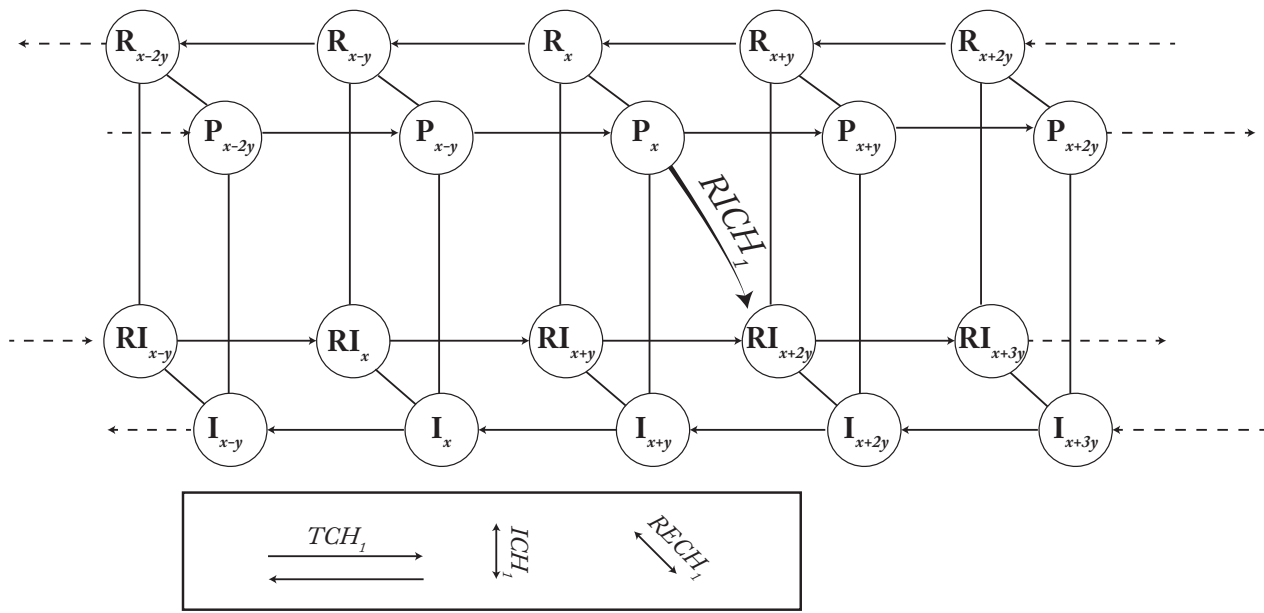 R x−2y R x−y R x R x+y R x+2y
P x−2y P x−y P x P x+y P x+2y
RICH 1
RI x−y RI x RI x+y RI x+2y RI x+3y
I x−y I x I x+y I x+2y I x+3y
TCH 1 ICH 1 RECH 1